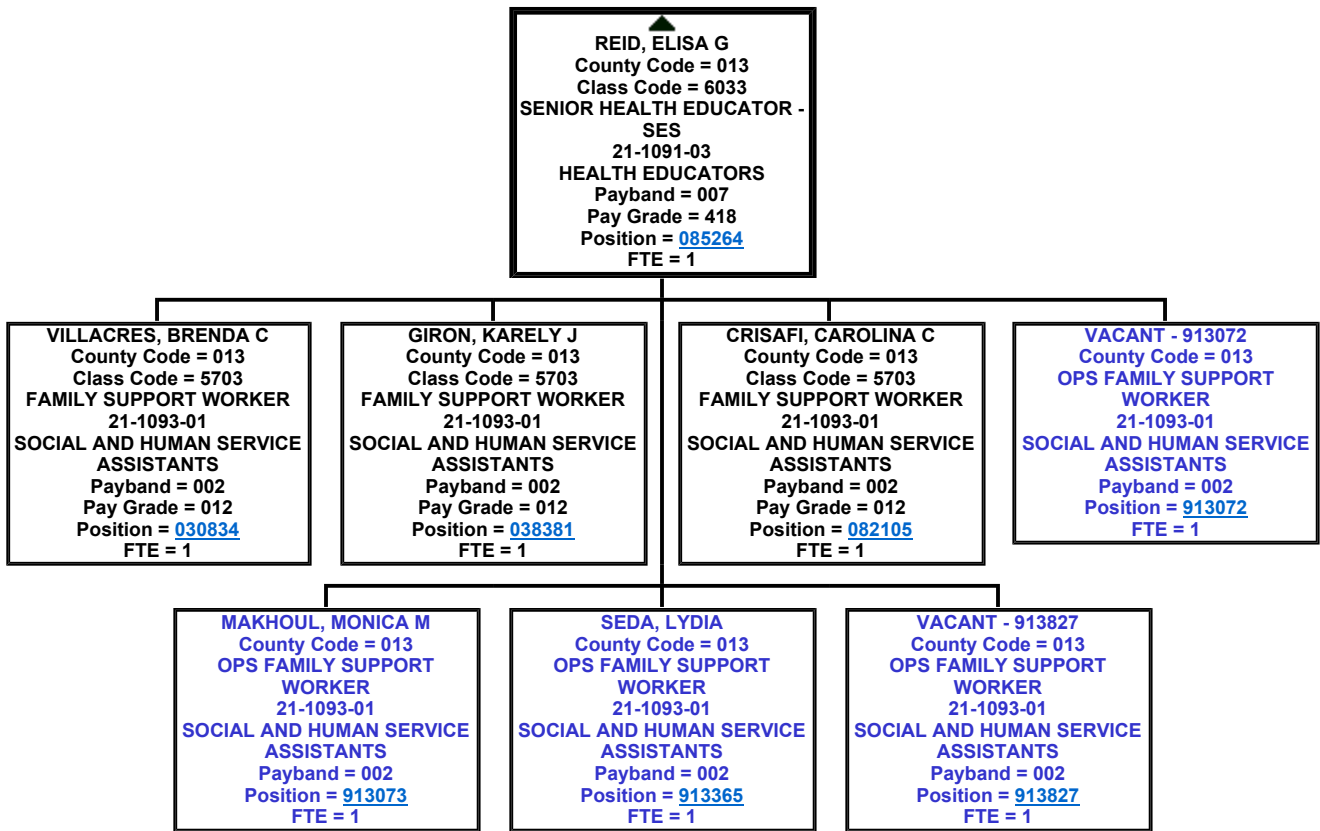 REID, ELISA G
County Code = 013
Class Code = 6033
SENIOR HEALTH EDUCATOR -
SES
21-1091-03
HEALTH EDUCATORS
Payband = 007
Pay Grade = 418
Position = 085264
FTE = 1
VILLACRES, BRENDA C
County Code = 013
Class Code = 5703
FAMILY SUPPORT WORKER
21-1093-01
SOCIAL AND HUMAN SERVICE
ASSISTANTS
Payband = 002
Pay Grade = 012
Position = 030834
FTE = 1
GIRON, KARELY J
County Code = 013
Class Code = 5703
FAMILY SUPPORT WORKER
21-1093-01
SOCIAL AND HUMAN SERVICE
ASSISTANTS
Payband = 002
Pay Grade = 012
Position = 038381
FTE = 1
CRISAFI, CAROLINA C
County Code = 013
Class Code = 5703
FAMILY SUPPORT WORKER
21-1093-01
SOCIAL AND HUMAN SERVICE
ASSISTANTS
Payband = 002
Pay Grade = 012
Position = 082105
FTE = 1
VACANT - 913072
County Code = 013
OPS FAMILY SUPPORT
WORKER
21-1093-01
SOCIAL AND HUMAN SERVICE
ASSISTANTS
Payband = 002
Position = 913072
FTE = 1
MAKHOUL, MONICA M
County Code = 013
OPS FAMILY SUPPORT
WORKER
21-1093-01
SOCIAL AND HUMAN SERVICE
ASSISTANTS
Payband = 002
Position = 913073
FTE = 1
SEDA, LYDIA
County Code = 013
OPS FAMILY SUPPORT
WORKER
21-1093-01
SOCIAL AND HUMAN SERVICE
ASSISTANTS
Payband = 002
Position = 913365
FTE = 1
VACANT - 913827
County Code = 013
OPS FAMILY SUPPORT
WORKER
21-1093-01
SOCIAL AND HUMAN SERVICE
ASSISTANTS
Payband = 002
Position = 913827
FTE = 1